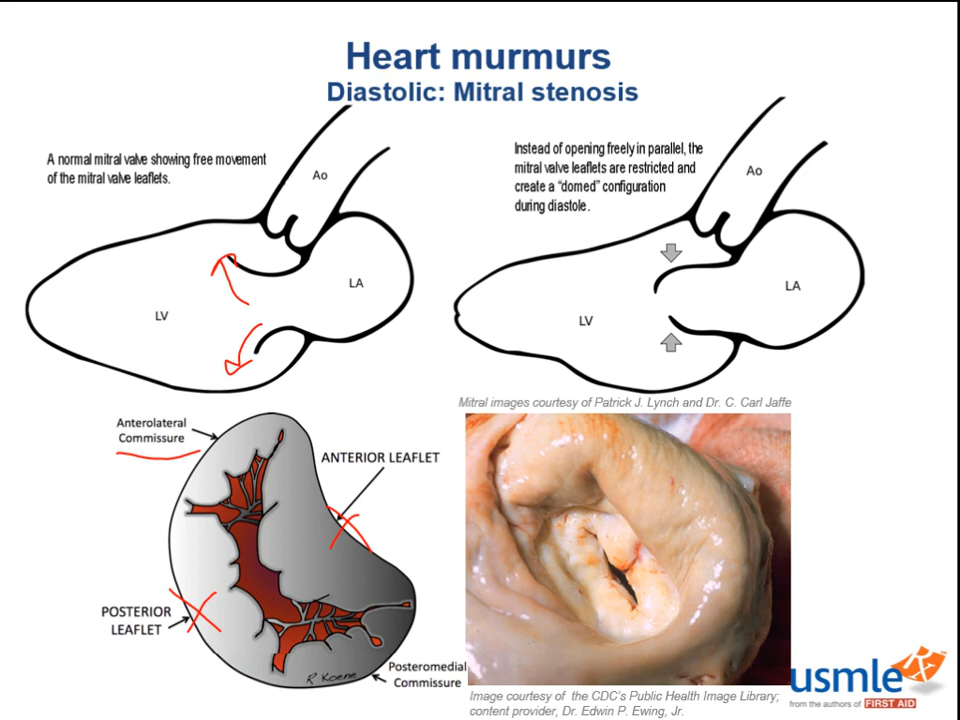 Heart murmurs
Diastolic: Mitral stenosis
A normal mitral valve showing free movement
of the mitral valve leaflets.
Ao
LA
LV
Instead of opening freely in parallel, the
mitral valve leaflets are restricted and
create a “domed” configuration
during diastole.
Ao
LA
LV
Mitral images courtesy of Patrick J. Lynch and Dr. C. Carl Jaffe
Anterolateral
Commissure
ANTERIOR LEAFLET
POSTERIOR
LEAFLET
R Koene
Posteromedial
Commissure
Image courtesy of the CDC's Public Health Image Library;
content provider, Dr. Edwin P. Ewing, Jr.
usmle
from the authors of FIRST AID